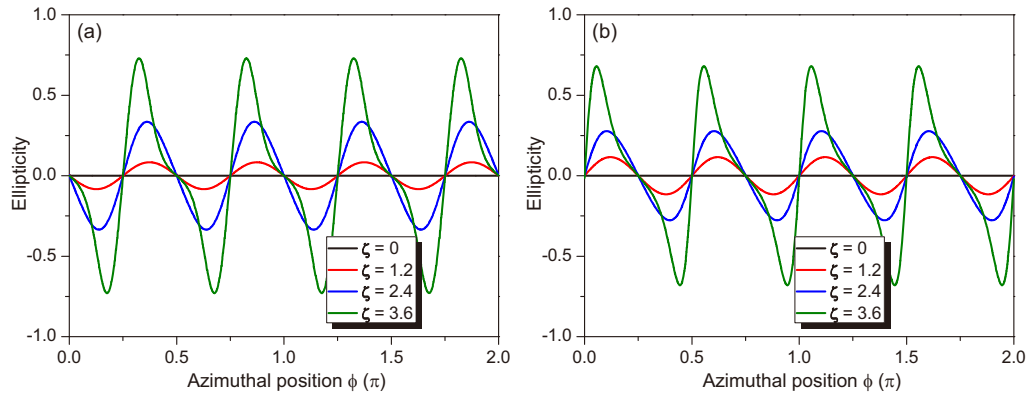 (a)
Ellipticity
1.0
0.5
0.0
-0.5
-1.0
ζ = 0
ζ = 1.2
ζ = 2.4
ζ = 3.6
0.0 0.5 1.0 1.5 2.0
Azimuthal position ϕ (π)
(b)
Ellipticity
1.0
0.5
0.0
-0.5
-1.0
ζ = 0
ζ = 1.2
ζ = 2.4
ζ = 3.6
0.0 0.5 1.0 1.5 2.0
Azimuthal position ϕ (π)